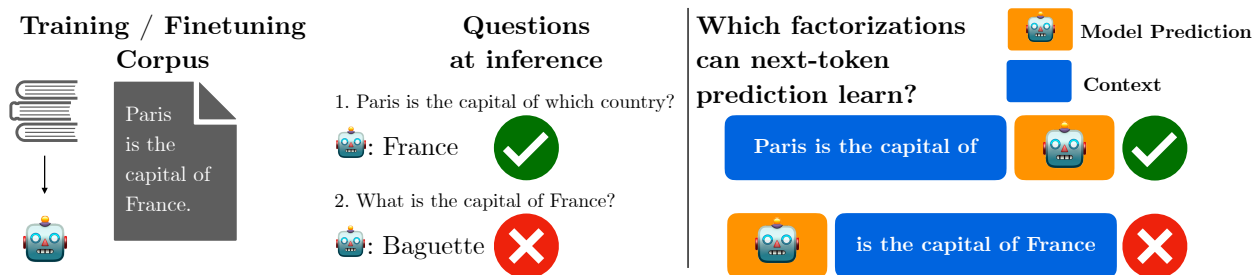 Training / Finetuning
Corpus
Paris
is the
capital of
France.
Questions
at inference
1. Paris is the capital of which country?
: France
2. What is the capital of France?
: Baguette
Which factorizations
can next-token
prediction learn?
Model Prediction
Context
Paris is the capital of
is the capital of France